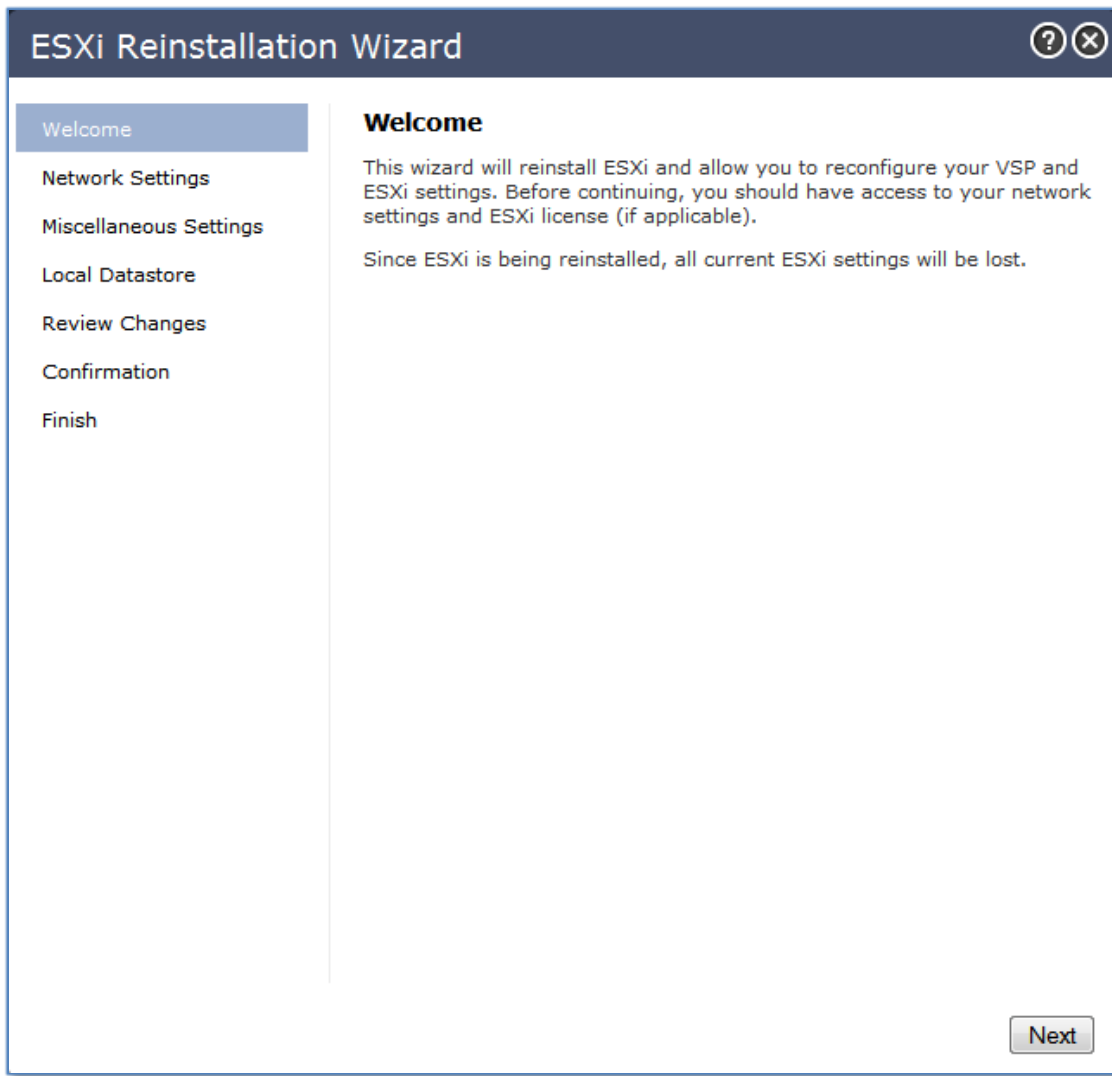 ESXi Reinstallation Wizard
Welcome
Network Settings
Miscellaneous Settings
Local Datastore
Review Changes
Confirmation
Finish
Welcome
This wizard will reinstall ESXi and allow you to reconfigure your VSP and
ESXi settings. Before continuing, you should have access to your network
settings and ESXi license (if applicable).
Since ESXi is being reinstalled, all current ESXi settings will be lost.
Next